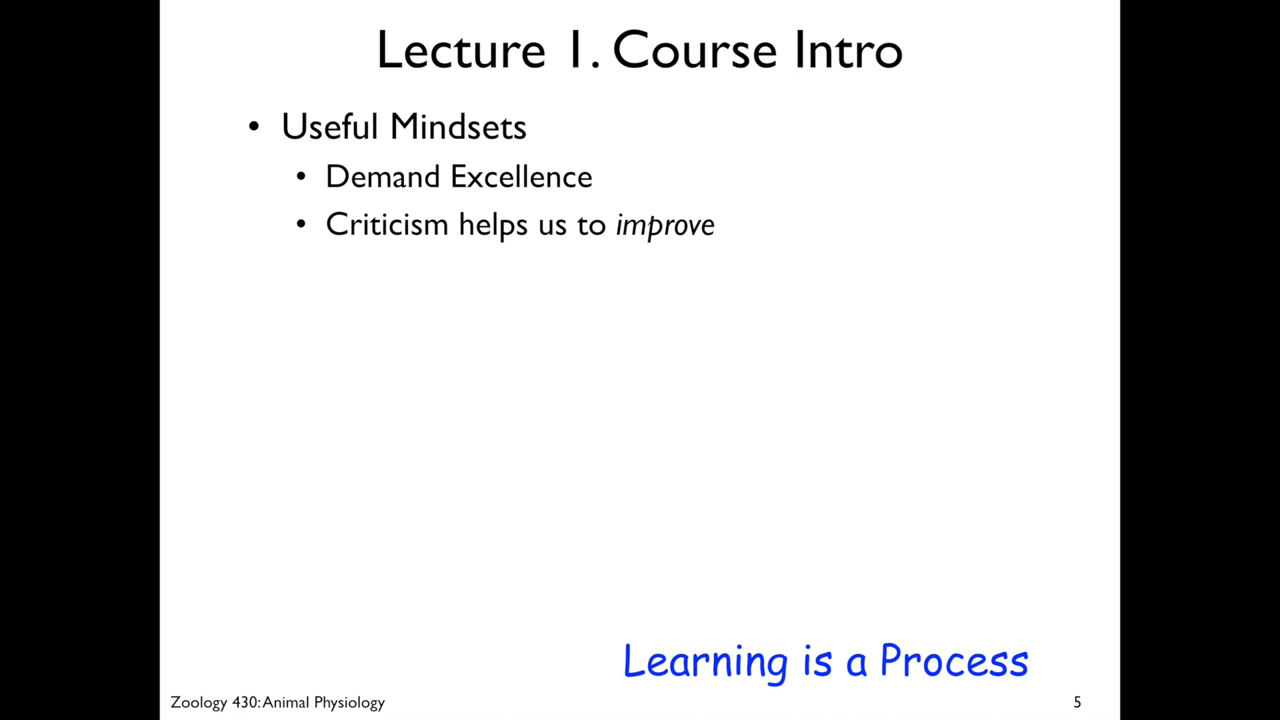 Lecture 1. Course Intro
• Useful Mindsets
• Demand Excellence
• Criticism helps us to improve
Learning is a Process
Zoology 430: Animal Physiology
5